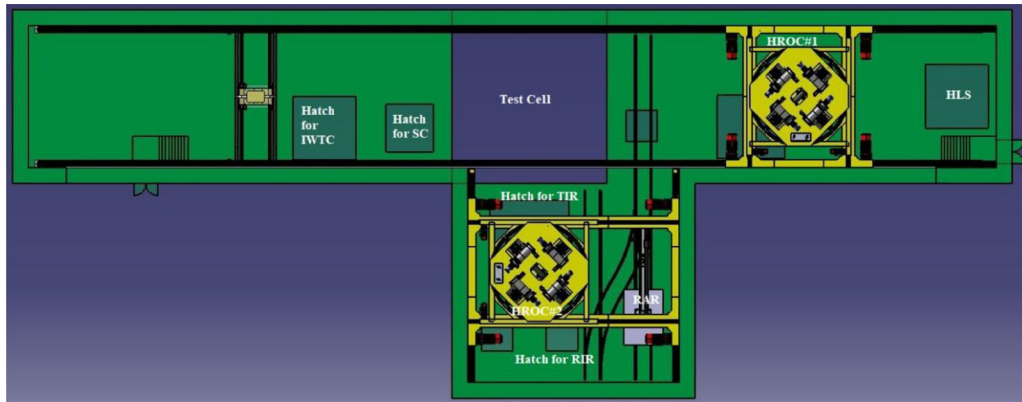 HROC#1
Test Cell
HLS
Hatch
for
IWTC
Hatch
for SC
Hatch for TIR
RAR
HROC#2
Hatch for RIR